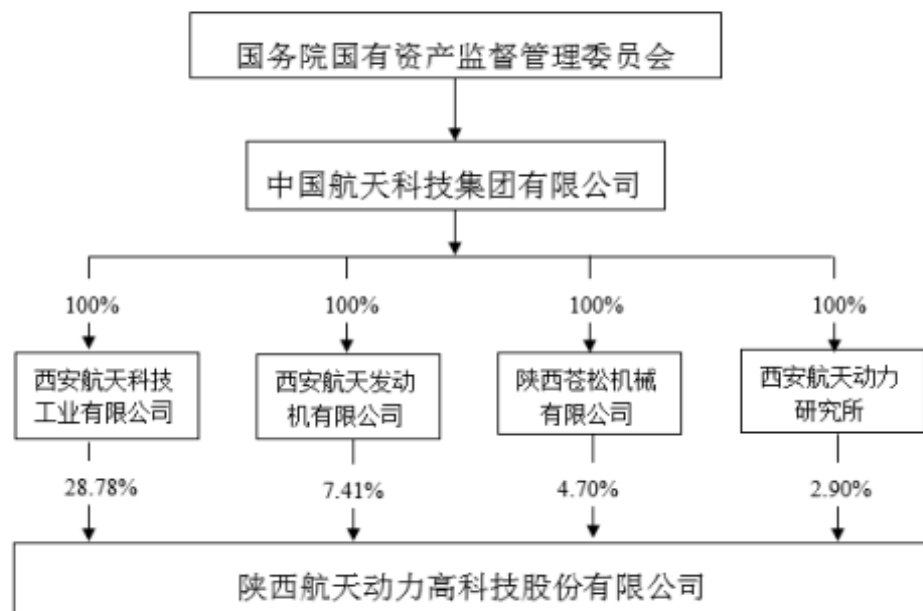 国务院国有资产监督管理委员会
中国航天科技集团有限公司
100%
100%
100%
100%
西安航天科技
工业有限公司
西安航天发动
机有限公司
陕西苍松机械
有限公司
西安航天动力
研究所
28.78%
7.41%
4.70%
2.90%
陕西航天动力高科技股份有限公司